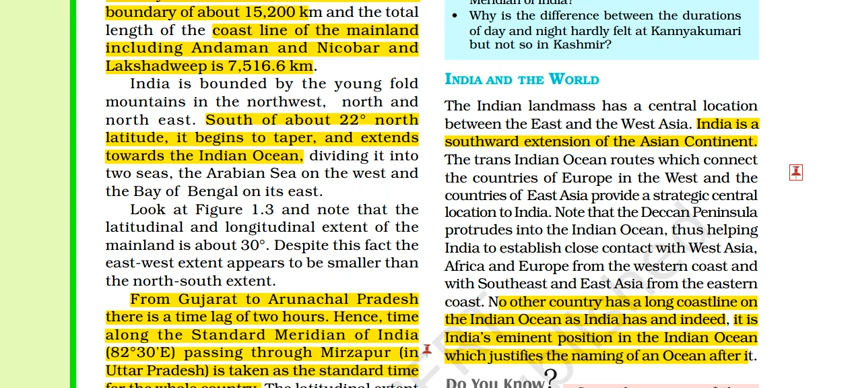 boundary of about 15,200 km and the total
length of the coast line of the mainland
including Andaman and Nicobar and
Lakshadweep is 7,516.6 km.
India is bounded by the young fold
mountains in the northwest, north and
north east. South of about 22° north
latitude, it begins to taper, and extends
towards the Indian Ocean, dividing it into
two seas, the Arabian Sea on the west and
the Bay of Bengal on its east.
Look at Figure 1.3 and note that the
latitudinal and longitudinal extent of the
mainland is about 30°. Despite this fact the
east-west extent appears to be smaller than
the north-south extent.
From Gujarat to Arunachal Pradesh
there is a time lag of two hours. Hence, time
along the Standard Meridian of India
(82°30'E) passing through Mirzapur (in
Uttar Pradesh) is taken as the standard time
for the whole country. The latitudinal extent
Meridian of India?
• Why is the difference between the durations
of day and night hardly felt at Kannyakumari
but not so in Kashmir?
INDIA AND THE WORLD
The Indian landmass has a central location
between the East and the West Asia. India is a
southward extension of the Asian Continent.
The trans Indian Ocean routes which connect
the countries of Europe in the West and the
countries of East Asia provide a strategic central
location to India. Note that the Deccan Peninsula
protrudes into the Indian Ocean, thus helping
India to establish close contact with West Asia,
Africa and Europe from the western coast and
with Southeast and East Asia from the eastern
coast. No other country has a long coastline on
the Indian Ocean as India has and indeed, it is
India's eminent position in the Indian Ocean
which justifies the naming of an Ocean after it.
Do You Know?